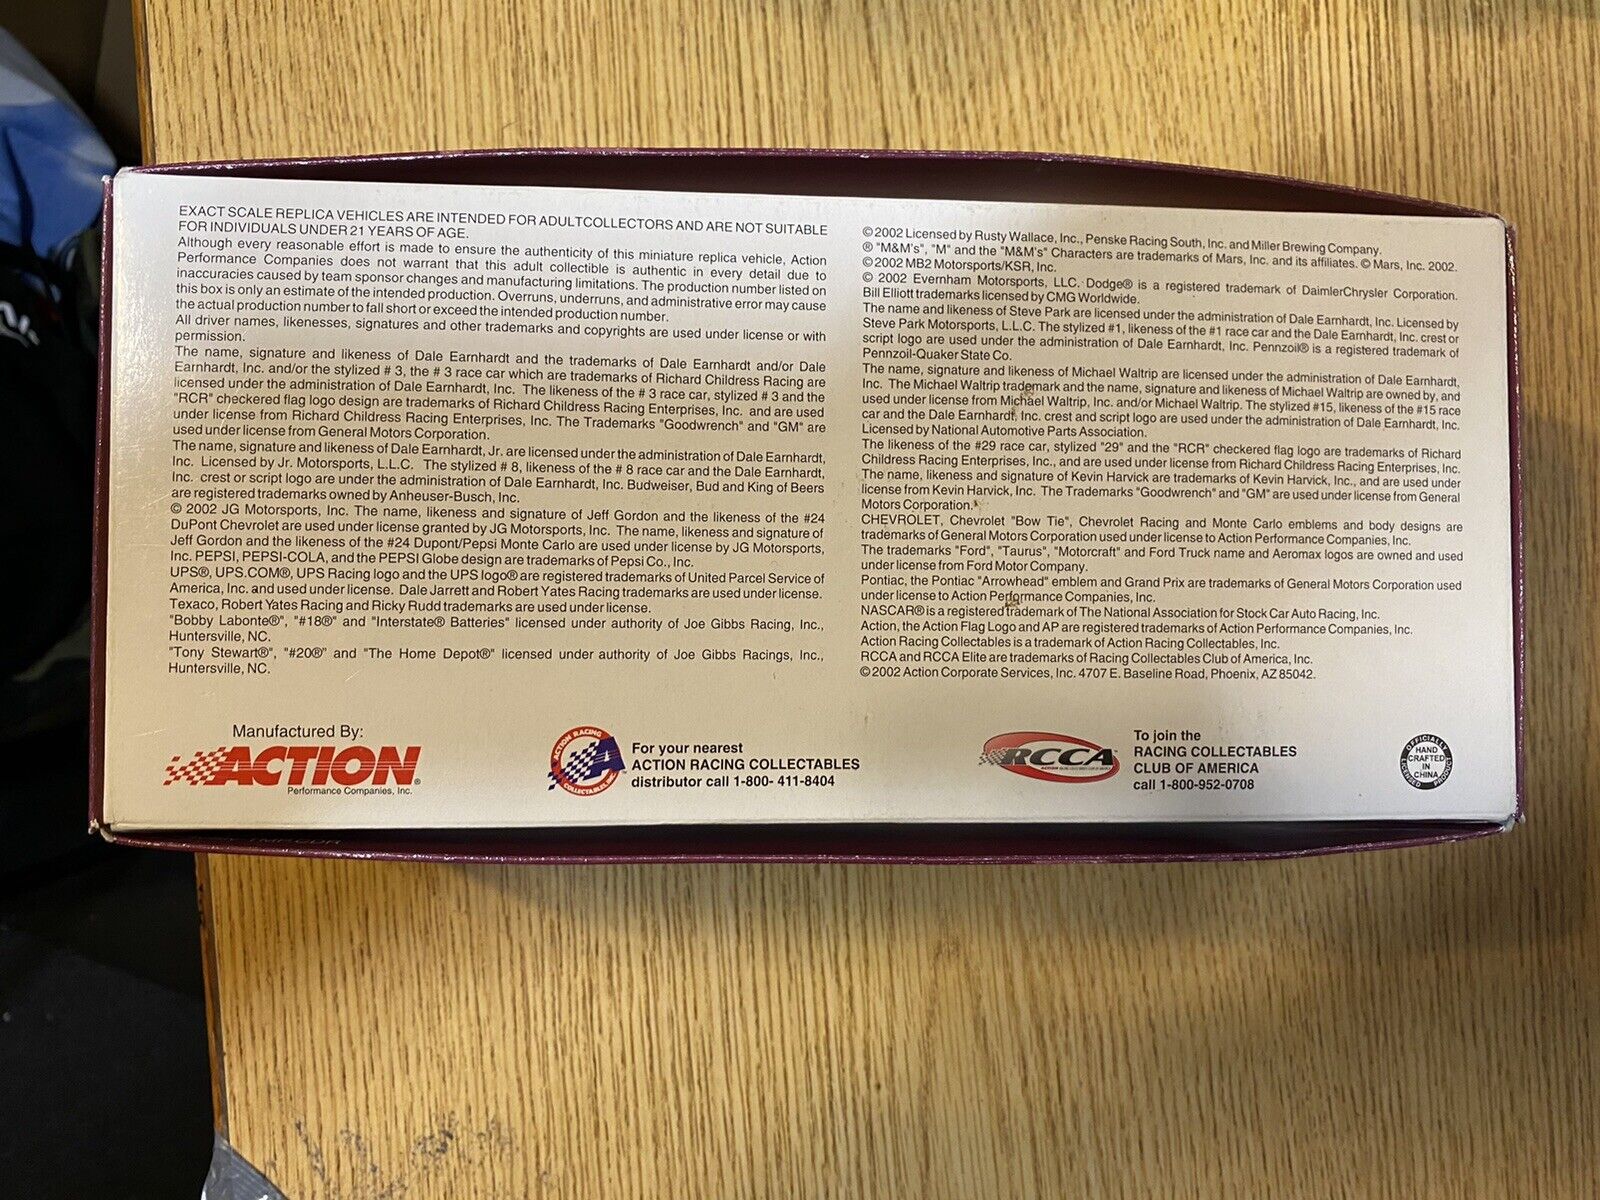 EXACT SCALE REPLICA VEHICLES ARE INTENDED FOR ADULTCOLLECTORS AND ARE NOT SUITABLE
FOR INDIVIDUALS UNDER 21 YEARS OF AGE.
Although every reasonable effort is made to ensure the authenticity of this miniature replica vehicle, Action
Performance Companies does not warrant that this adult collectible is authentic in every detail due to
inaccuracies caused by team sponsor changes and manufacturing limitations. The production number listed on
this box is only an estimate of the intended production. Overruns, underruns, and administrative error may cause
the actual production number to fall short or exceed the intended production number.
All driver names, likenesses, signatures and other trademarks and copyrights are used under license or with
permission.
The name, signature and likeness of Dale Earnhardt and the trademarks of Dale Earnhardt and/or Dale
Earnhardt, Inc. and/or the stylized # 3, the # 3 race car which are trademarks of Richard Childress Racing are
licensed under the administration of Dale Earnhardt, Inc. The likeness of the # 3 race car, stylized # 3 and the
"RCR" checkered flag logo design are trademarks of Richard Childress Racing Enterprises, Inc. and are used
under license from Richard Childress Racing Enterprises, Inc. The Trademarks "Goodwrench" and "GM" are
used under license from General Motors Corporation.
The name, signature and likeness of Dale Earnhardt, Jr. are licensed under the administration of Dale Earnhardt,
Inc. Licensed by Jr. Motorsports, L.L.C. The stylized # 8, likeness of the # 8 race car and the Dale Earnhardt,
Inc. crest or script logo are under the administration of Dale Earnhardt, Inc. Budweiser, Bud and King of Beers
are registered trademarks owned by Anheuser-Busch, Inc.
© 2002 JG Motorsports, Inc. The name, likeness and signature of Jeff Gordon and the likeness of the #24
DuPont Chevrolet are used under license granted by JG Motorsports, Inc. The name, likeness and signature of
Jeff Gordon and the likeness of the #24 Dupont/Pepsi Monte Carlo are used under license by JG Motorsports,
Inc. PEPSI, PEPSI-COLA, and the PEPSI Globe design are trademarks of Pepsi Co., Inc.
UPS®, UPS.COM®, UPS Racing logo and the UPS logo® are registered trademarks of United Parcel Service of
America, Inc. and used under license. Dale Jarrett and Robert Yates Racing trademarks are used under license.
Texaco, Robert Yates Racing and Ricky Rudd trademarks are used under license.
"Bobby Labonte®", "#18®" and "Interstate® Batteries" licensed under authority of Joe Gibbs Racing, Inc.,
Huntersville, NC.
"Tony Stewart®", "#20®" and "The Home Depot®" licensed under authority of Joe Gibbs Racings, Inc.,
Huntersville, NC.
© 2002 Licensed by Rusty Wallace, Inc., Penske Racing South, Inc. and Miller Brewing Company.
® "M&M's", "M" and the "M&M's" Characters are trademarks of Mars, Inc. and its affiliates. © Mars, Inc. 2002.
© 2002 MB2 Motorsports/KSR, Inc.
© 2002 Evernham Motorsports, LLC. Dodge® is a registered trademark of DaimlerChrysler Corporation.
Bill Elliott trademarks licensed by CMG Worldwide.
The name and likeness of Steve Park are licensed under the administration of Dale Earnhardt, Inc. Licensed by
Steve Park Motorsports, L.L.C. The stylized #1, likeness of the #1 race car and the Dale Earnhardt, Inc. crest or
script logo are used under the administration of Dale Earnhardt, Inc. Pennzoil® is a registered trademark of
Pennzoil-Quaker State Co.
The name, signature and likeness of Michael Waltrip are licensed under the administration of Dale Earnhardt,
Inc. The Michael Waltrip trademark and the name, signature and likeness of Michael Waltrip are owned by, and
used under license from Michael Waltrip, Inc. and/or Michael Waltrip. The stylized #15, likeness of the #15 race
car and the Dale Earnhardt, Inc. crest and script logo are used under the administration of Dale Earnhardt, Inc.
Licensed by National Automotive Parts Association.
The likeness of the #29 race car, stylized "29" and the "RCR" checkered flag logo are trademarks of Richard
Childress Racing Enterprises, Inc., and are used under license from Richard Childress Racing Enterprises, Inc.
The name, likeness and signature of Kevin Harvick are trademarks of Kevin Harvick, Inc., and are used under
license from Kevin Harvick, Inc. The Trademarks "Goodwrench" and "GM" are used under license from General
Motors Corporation.
CHEVROLET, Chevrolet "Bow Tie", Chevrolet Racing and Monte Carlo emblems and body designs are
trademarks of General Motors Corporation used under license to Action Performance Companies, Inc.
The trademarks "Ford", "Taurus", "Motorcraft" and Ford Truck name and Aeromax logos are owned and used
under license from Ford Motor Company.
Pontiac, the Pontiac "Arrowhead" emblem and Grand Prix are trademarks of General Motors Corporation used
under license to Action Performance Companies, Inc.
NASCAR® is a registered trademark of The National Association for Stock Car Auto Racing, Inc.
Action, the Action Flag Logo and AP are registered trademarks of Action Performance Companies, Inc.
Action Racing Collectables is a trademark of Action Racing Collectables, Inc.
RCCA and RCCA Elite are trademarks of Racing Collectables Club of America, Inc.
© 2002 Action Corporate Services, Inc. 4707 E. Baseline Road, Phoenix, AZ 85042.
Manufactured By:
ACTION®
Performance Companies, Inc.
ACTION RACING
COLLECTABLES, INC.
A
For your nearest
ACTION RACING COLLECTABLES
distributor call 1-800- 411-8404
RCCA
To join the
RACING COLLECTABLES
CLUB OF AMERICA
call 1-800-952-0708
OFFICIALLY
LICENSED PRODUCT
HAND
CRAFTED
IN
CHINA